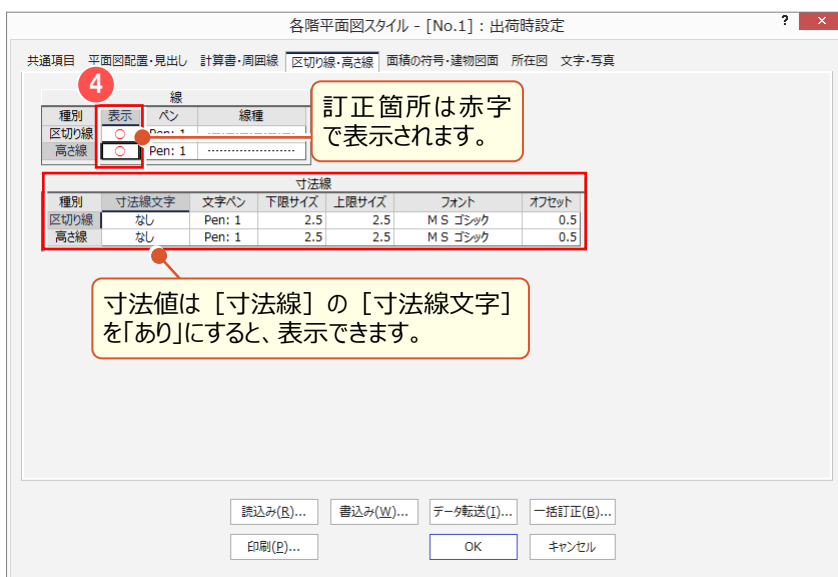 各階平面図スタイル - [No.1]：出荷時設定 ? ×
共通項目 平面図配置・見出し 計算書・周囲線 区切り線・高さ線 面積の符号・建物図面 所在図 文字・写真
4
線
種別 表示 ペン 線種
区切り線 ○ Pen: 1
高さ線 ○ Pen: 1
訂正箇所は赤字
で表示されます。
寸法線
種別 寸法線文字 文字ペン 下限サイズ 上限サイズ フォント オフセット
区切り線 なし Pen: 1 2.5 2.5 ＭＳ ゴシック 0.5
高さ線 なし Pen: 1 2.5 2.5 ＭＳ ゴシック 0.5
寸法値は［寸法線］の［寸法線文字］
を「あり」にすると、表示できます。
読込み(R)... 書込み(W)... データ転送(I)... 一括訂正(B)...
印刷(P)... OK キャンセル